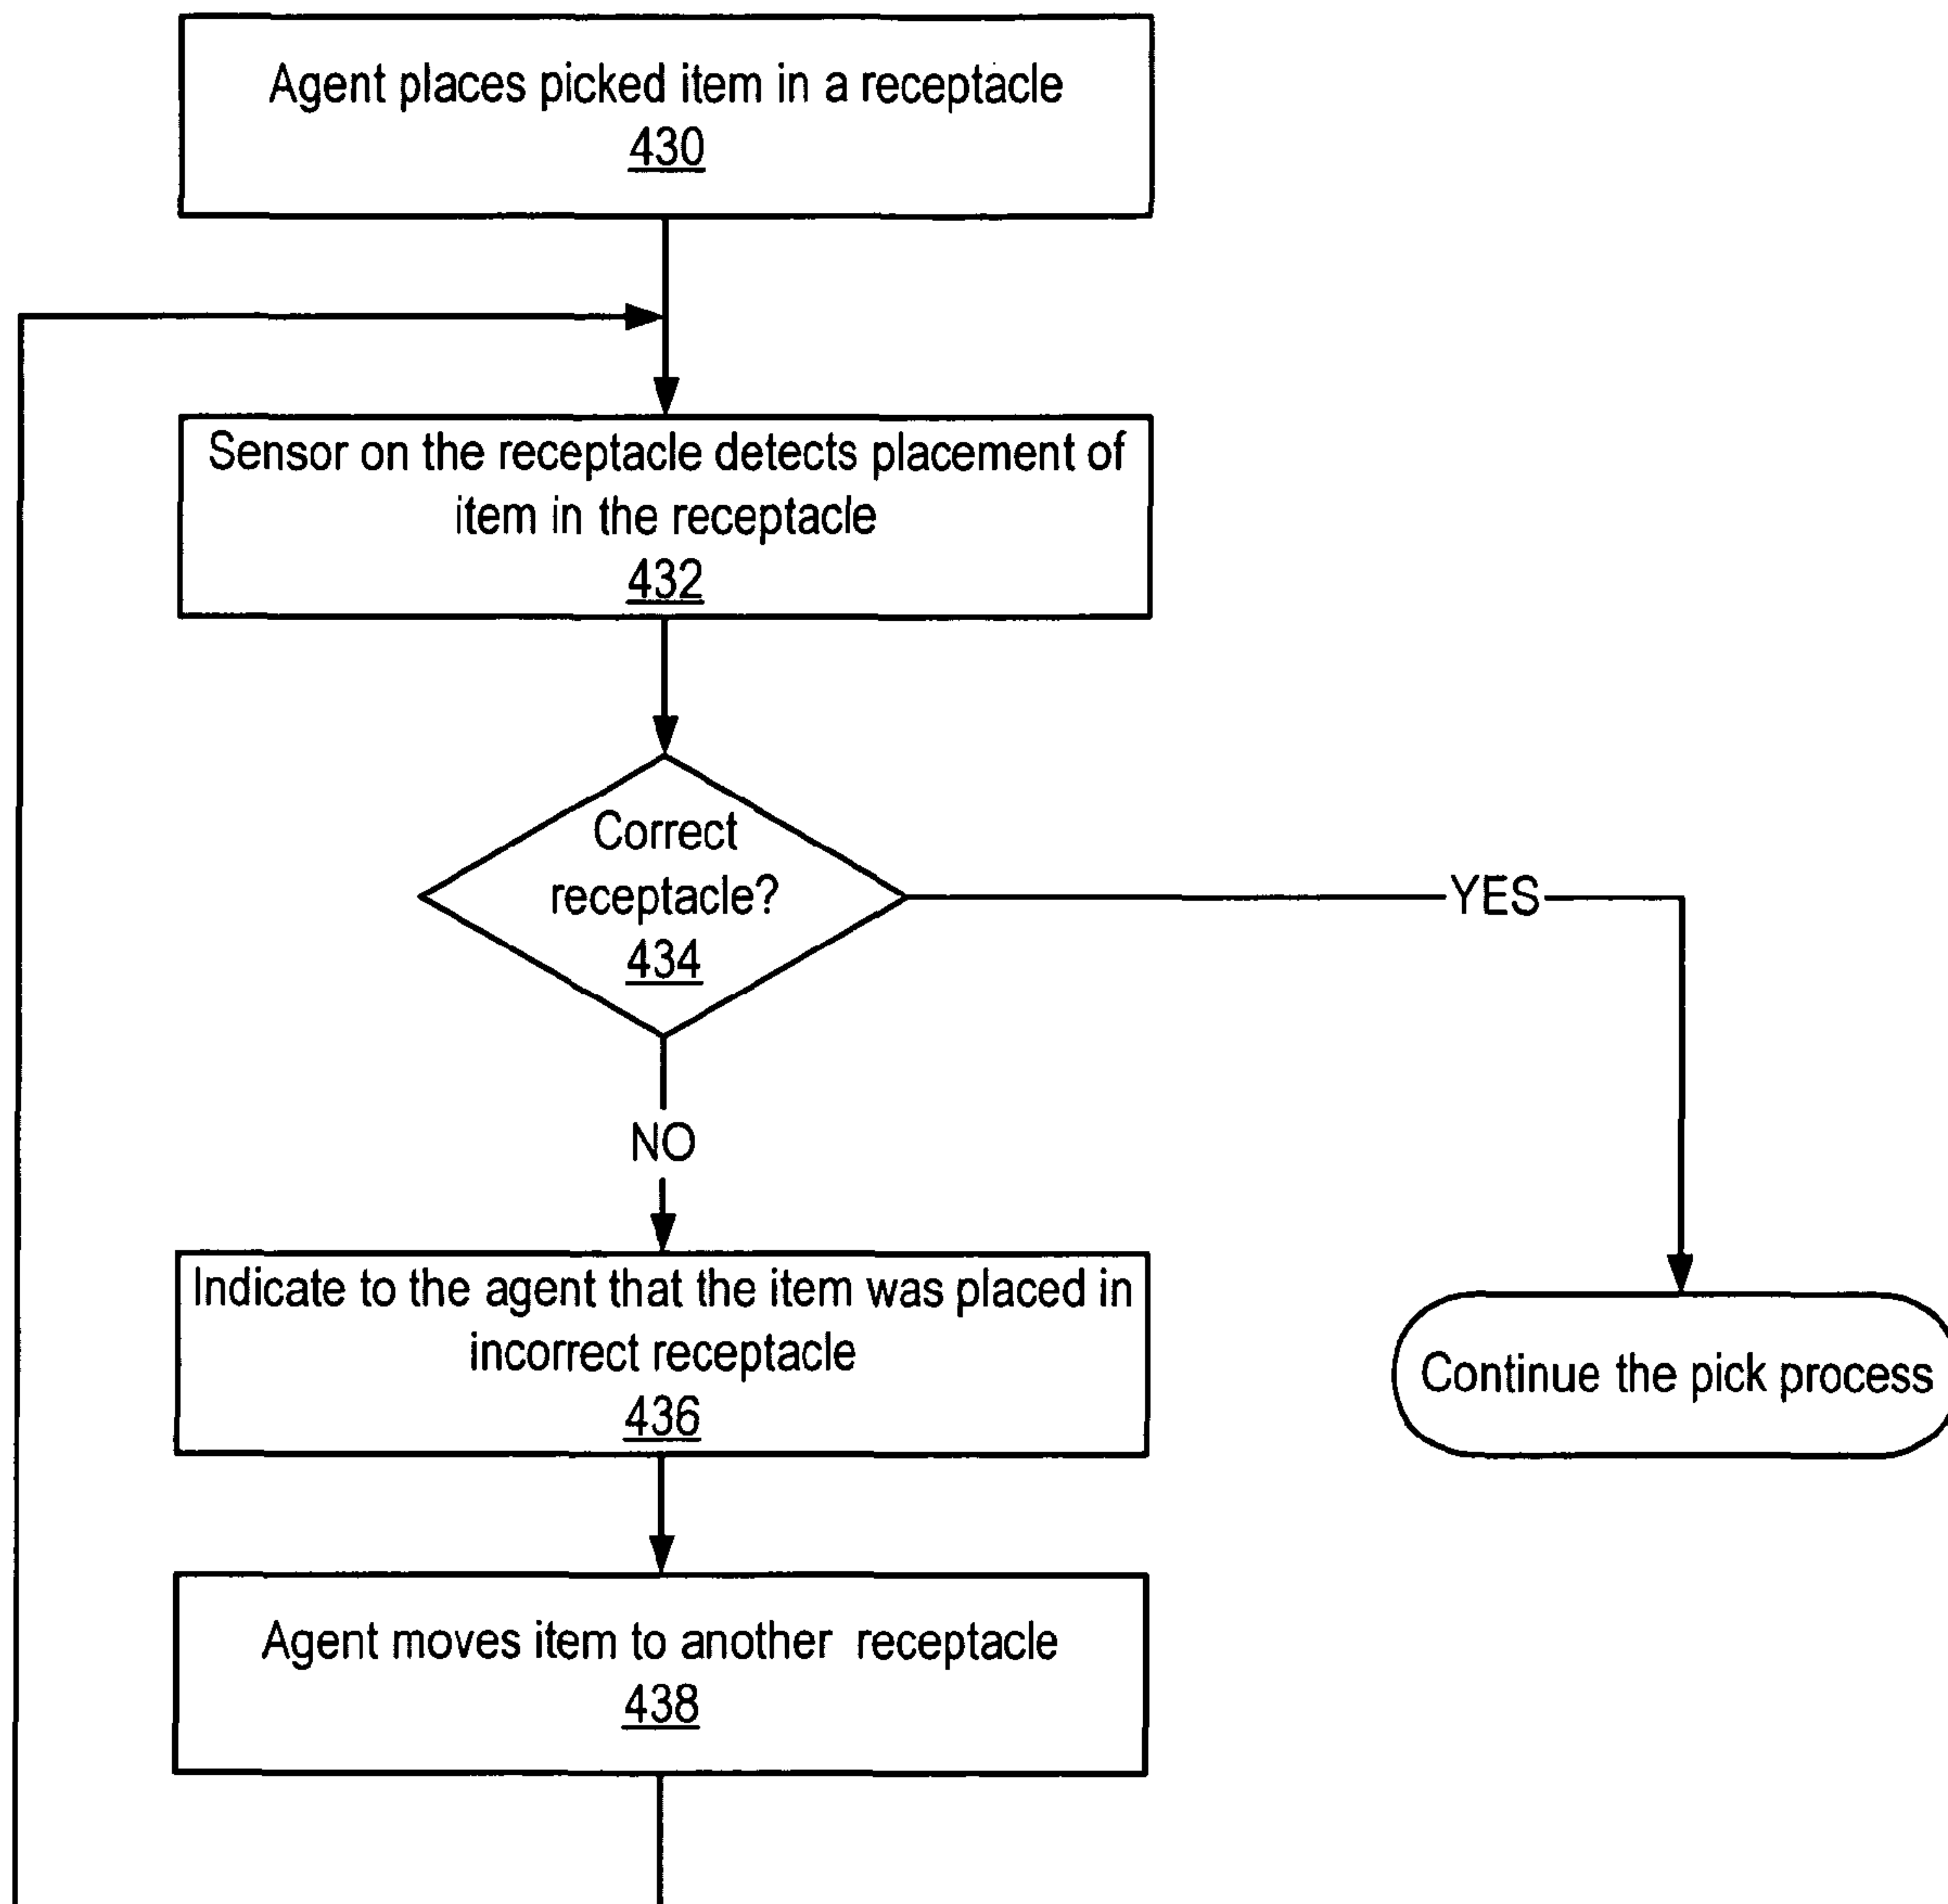 Agent places picked item in a receptacle
430
Sensor on the receptacle detects placement of
item in the receptacle
432
Correct
receptacle?
434
YES
NO
Indicate to the agent that the item was placed in
incorrect receptacle
436
Continue the pick process
Agent moves item to another receptacle
438